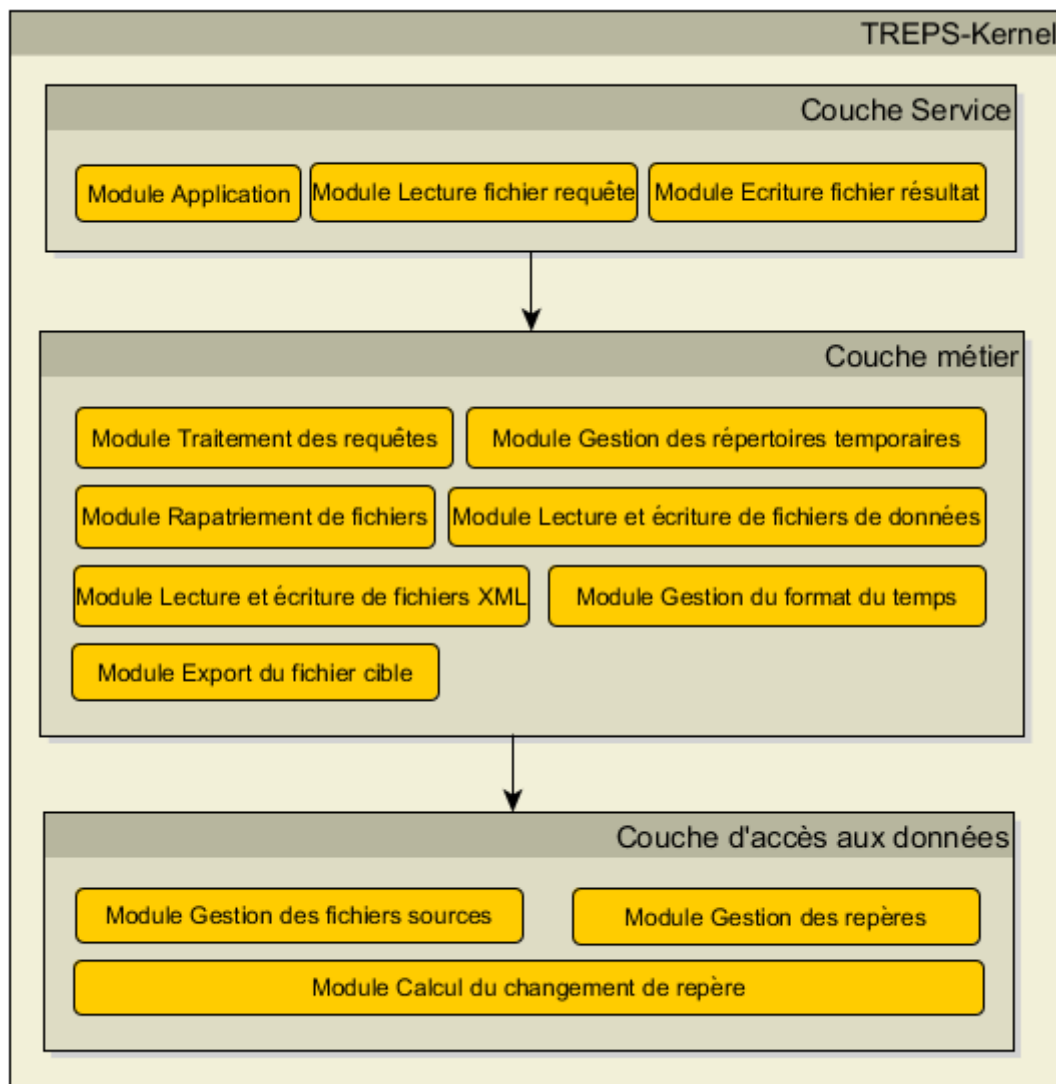 TREPS-Kernel
Couche Service
Module Application
Module Lecture fichier requête
Module Ecriture fichier résultat
Couche métier
Module Traitement des requêtes
Module Gestion des répertoires temporaires
Module Rapatriement de fichiers
Module Lecture et écriture de fichiers de données
Module Lecture et écriture de fichiers XML
Module Gestion du format du temps
Module Export du fichier cible
Couche d'accès aux données
Module Gestion des fichiers sources
Module Gestion des repères
Module Calcul du changement de repère